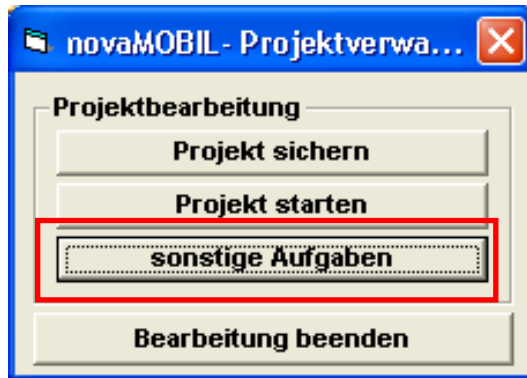 novaMOBIL- Projektverwa...
Projektbearbeitung
Projekt sichern
Projekt starten
sonstige Aufgaben
Bearbeitung beenden